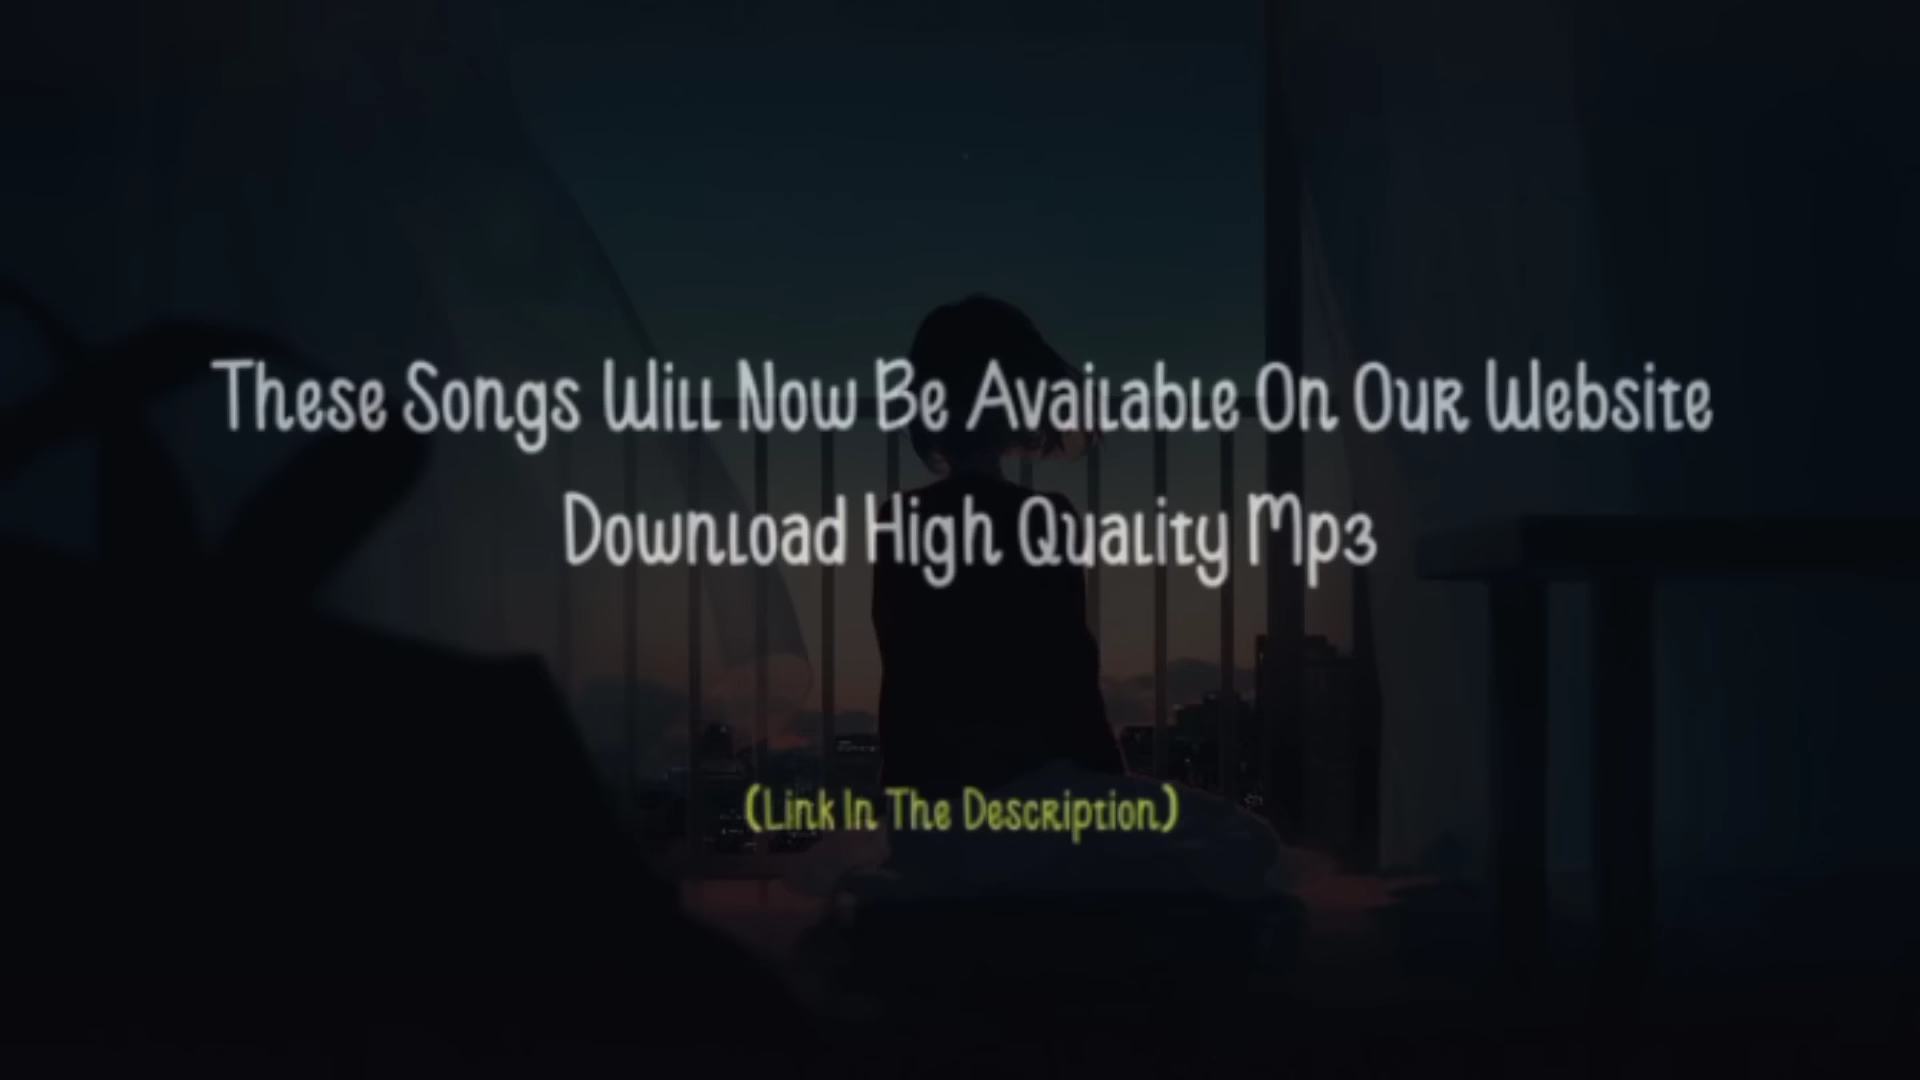 These Songs Will Now Be Available On Our Website
Download High Quality Mp3
(Link In The Description)